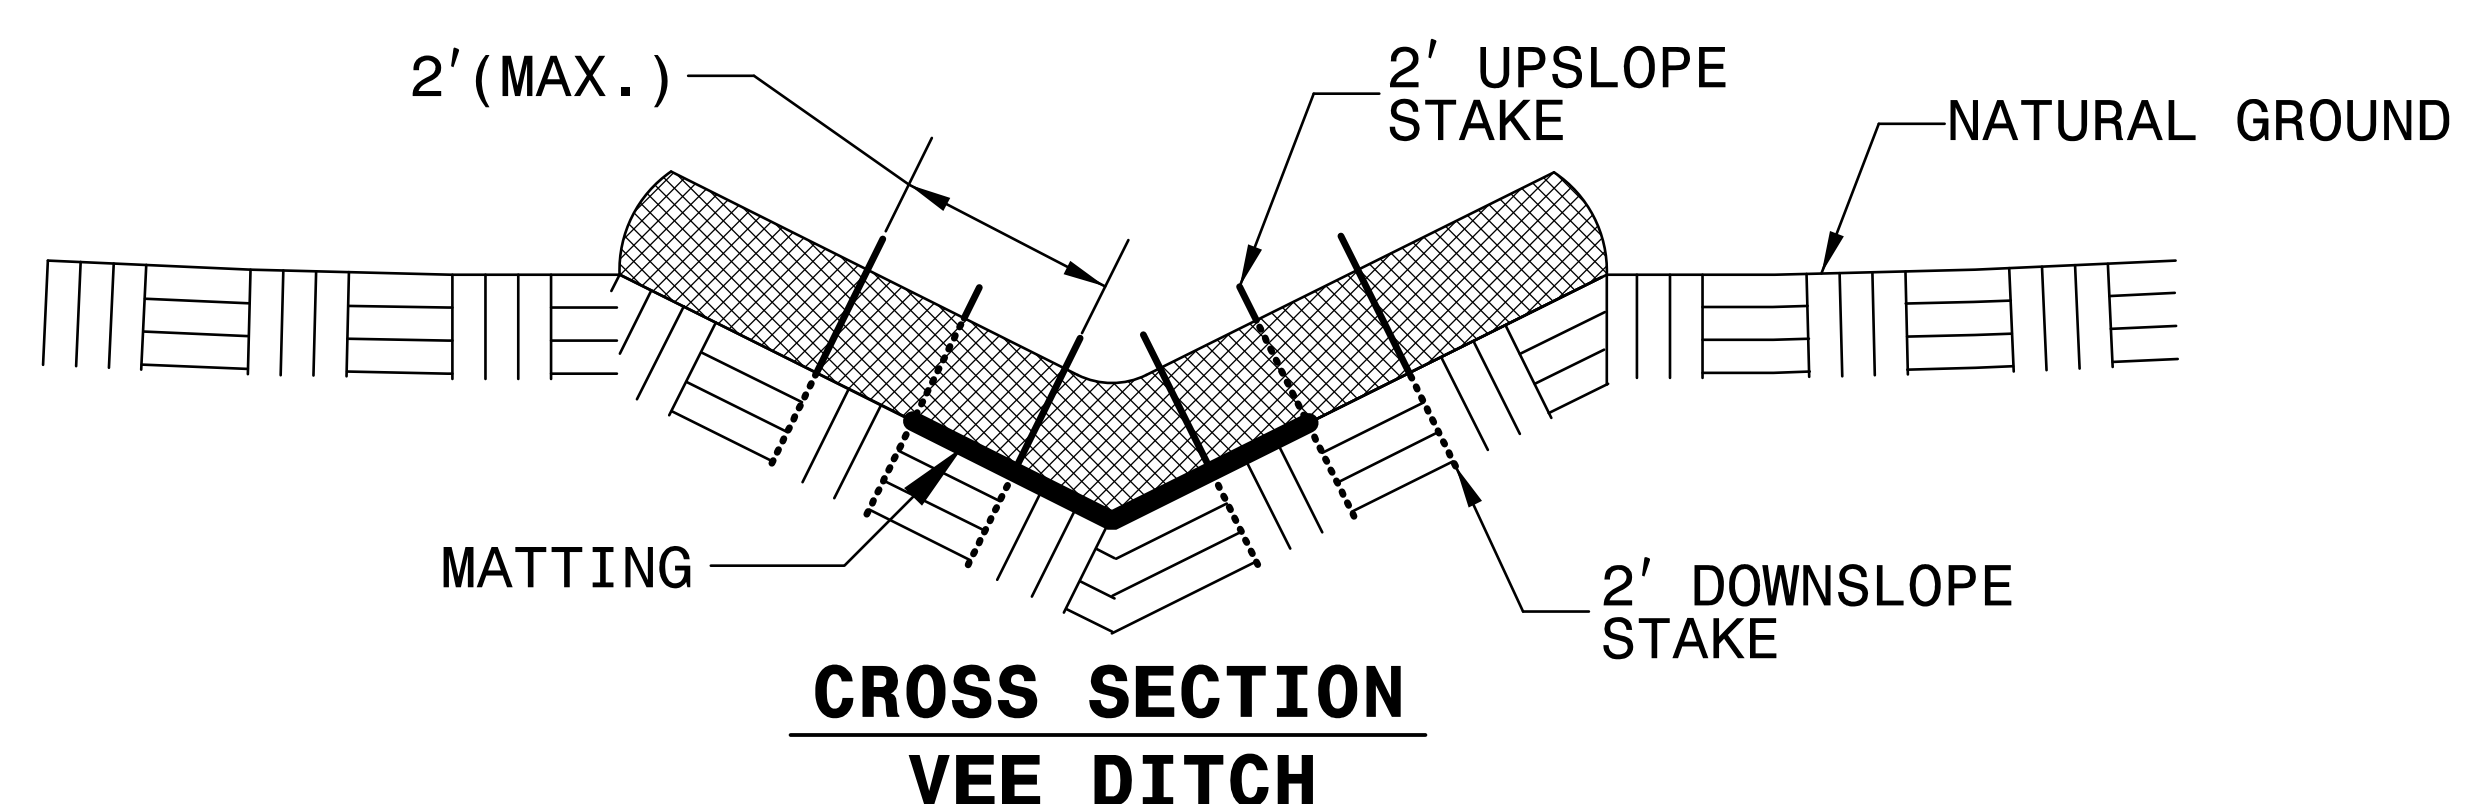 2'(MAX.)
2' UPSLOPE
STAKE
NATURAL GROUND
MATTING
2' DOWNSLOPE
STAKE
CROSS SECTION
VEE DITCH